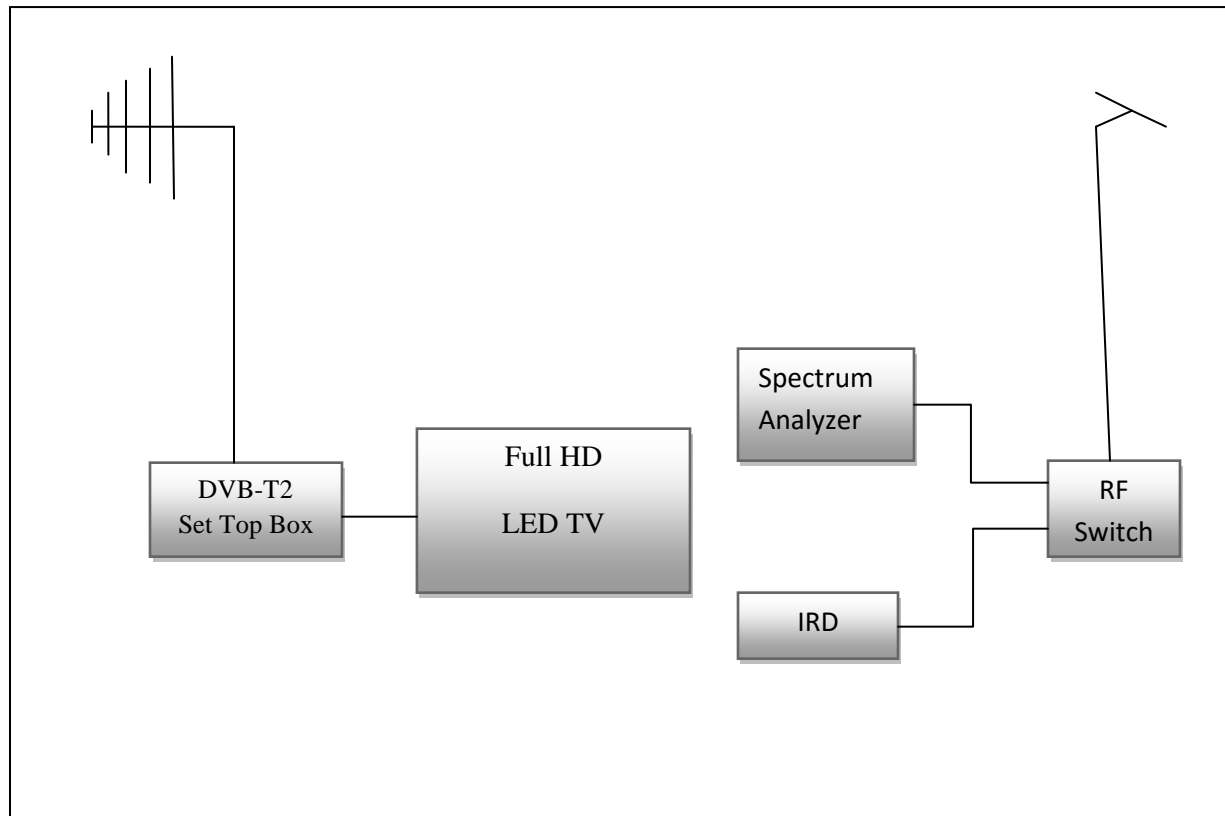 Spectrum
Analyzer
Full HD
LED TV
DVB-T2
Set Top Box
RF
Switch
IRD